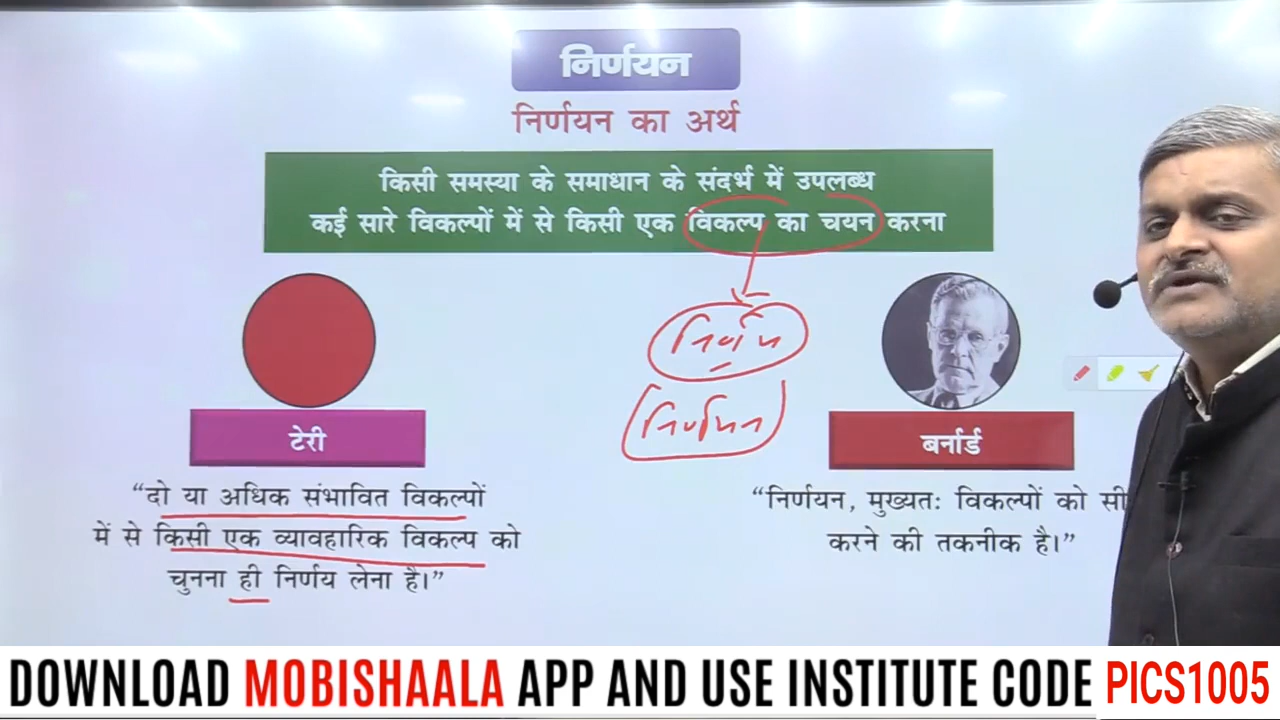 निर्णयन
निर्णयन का अर्थ
किसी समस्या के समाधान के संदर्भ में उपलब्ध
कई सारे विकल्पों में से किसी एक विकल्प का चयन करना
निर्णय
निर्णयन
टेरी
"दो या अधिक संभावित विकल्पों
में से किसी एक व्यावहारिक विकल्प को
चुनना ही निर्णय लेना है।"
बर्नार्ड
"निर्णयन, मुख्यतः विकल्पों को
करने की तकनीक है।"
DOWNLOAD MOBISHAALA APP AND USE INSTITUTE CODE PICS1005